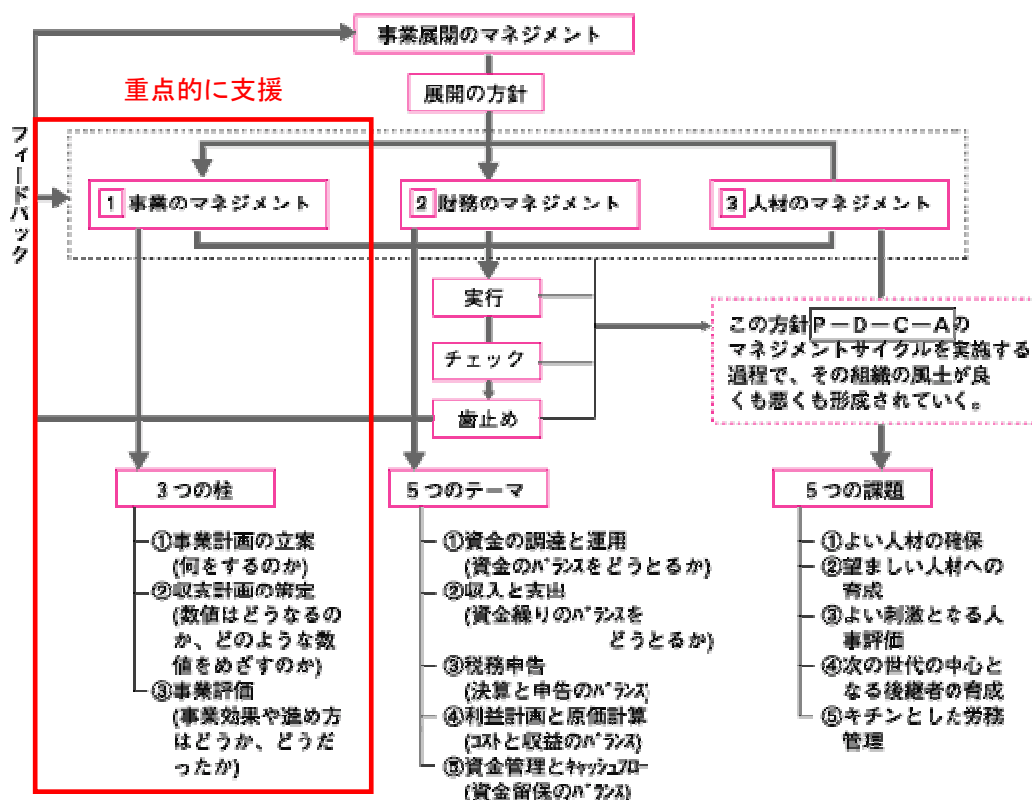 事業展開のマネジメント
重点的に支援
展開の方針
フィードバック
1 事業のマネジメント
2 財務のマネジメント
3 人材のマネジメント
実行
チェック
歯止め
この方針P－D－C－Aの
マネジメントサイクルを実施する
過程で、その組織の風土が良
くも悪くも形成されていく。
3つの柱
①事業計画の立案
(何をするのか)
②収支計画の策定
(数値はどうなるの
か、どのような数
値をめざすのか)
③事業評価
(事業効果や進め方
はどうか、どうだ
ったか)
5つのテーマ
①資金の調達と運用
(資金のバランスをどうとるか)
②収入と支出
(資金繰りのバランスを
どうとるか)
③税務申告
(決算と申告のバランス)
④利益計画と原価計算
(コストと収益のバランス)
⑤資金管理とキャッシュフロー
(資金留保のバランス)
5つの課題
①よい人材の確保
②望ましい人材への
育成
③よい刺激となる人
事評価
④次の世代の中心と
なる後継者の育成
⑤キチンとした労務
管理